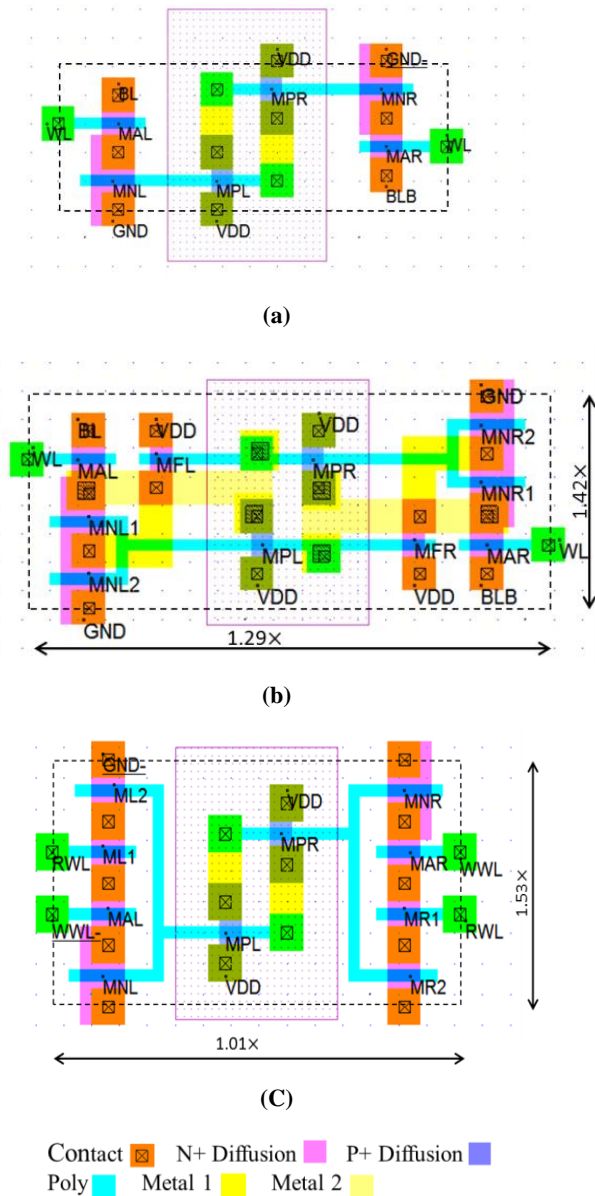 VDD GND-
BL MPR MNR
WL MAL MAR WL
MNL MPL BLB
GND VDD
(a)
GND
BL VDD VDD MNR2
WL MAL MFL MPR
MNL1 MNR1
1.42×
MPL MFR MAR WL
MNL2 VDD VDD BLB
GND
1.29×
(b)
GND-
ML2 VDD MNR
RWL ML1 MPR MAR WWL
WWL- MAL MR1 RWL
1.53×
MPL
MNL VDD MR2
1.01×
(C)
Contact N+ Diffusion P+ Diffusion
Poly Metal 1 Metal 2